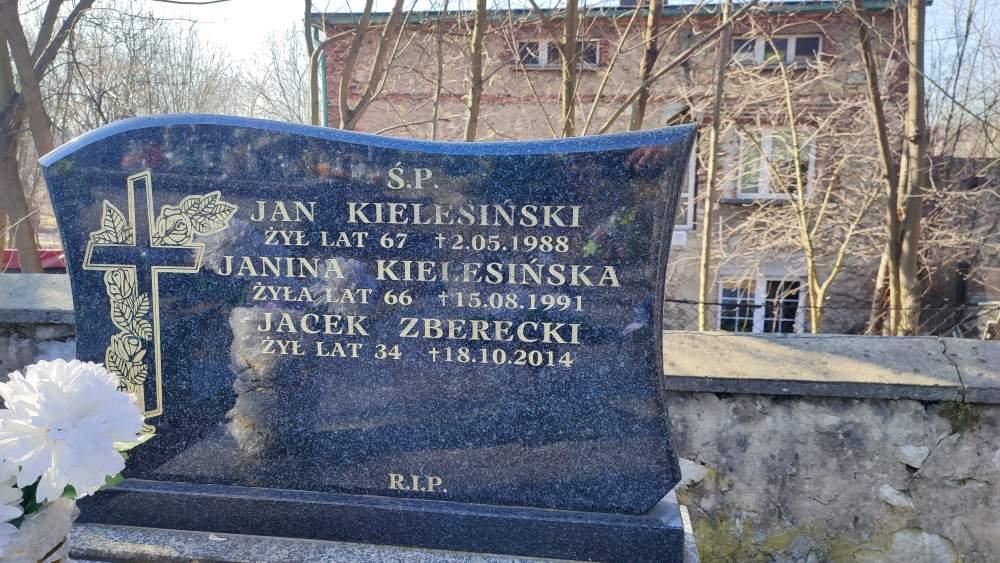 Ś.P.
JAN KIELESIŃSKI
ŻYŁ LAT 67 †2.05.1988
JANINA KIELESIŃSKA
ŻYŁA LAT 66 †15.08.1991
JACEK ZBERECKI
ŻYŁ LAT 34 †18.10.2014
R.I.P.